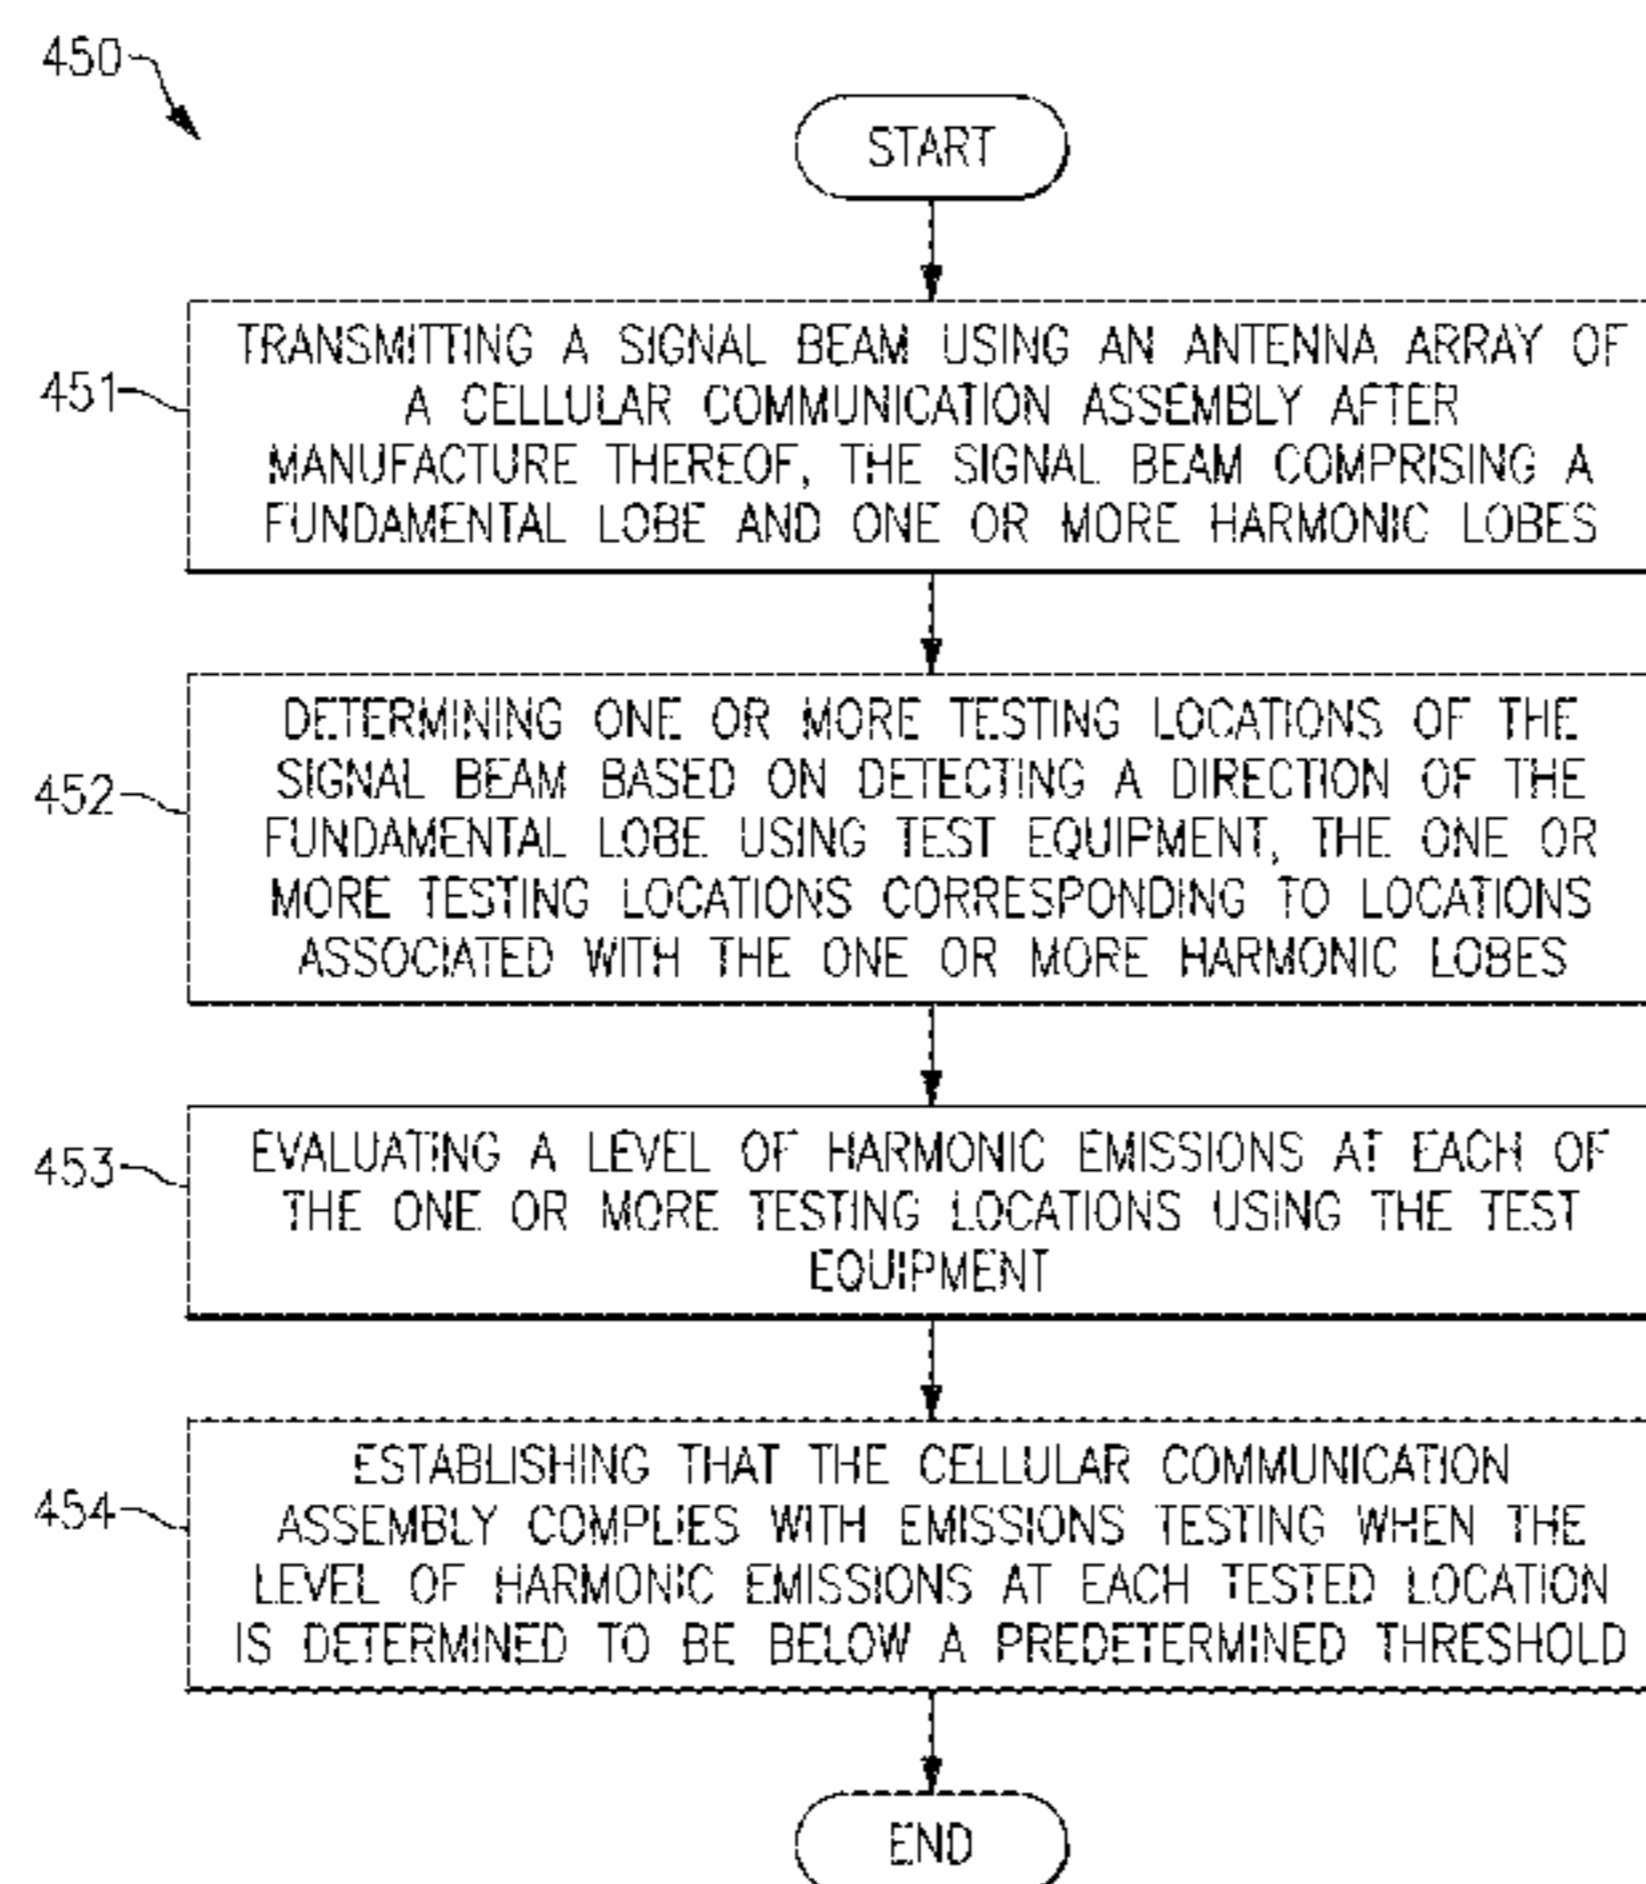 450
START
451
TRANSMITTING A SIGNAL BEAM USING AN ANTENNA ARRAY OF
A CELLULAR COMMUNICATION ASSEMBLY AFTER
MANUFACTURE THEREOF, THE SIGNAL BEAM COMPRISING A
FUNDAMENTAL LOBE AND ONE OR MORE HARMONIC LOBES
452
DETERMINING ONE OR MORE TESTING LOCATIONS OF THE
SIGNAL BEAM BASED ON DETECTING A DIRECTION OF THE
FUNDAMENTAL LOBE USING TEST EQUIPMENT, THE ONE OR
MORE TESTING LOCATIONS CORRESPONDING TO LOCATIONS
ASSOCIATED WITH THE ONE OR MORE HARMONIC LOBES
453
EVALUATING A LEVEL OF HARMONIC EMISSIONS AT EACH OF
THE ONE OR MORE TESTING LOCATIONS USING THE TEST
EQUIPMENT
454
ESTABLISHING THAT THE CELLULAR COMMUNICATION
ASSEMBLY COMPLIES WITH EMISSIONS TESTING WHEN THE
LEVEL OF HARMONIC EMISSIONS AT EACH TESTED LOCATION
IS DETERMINED TO BE BELOW A PREDETERMINED THRESHOLD
END